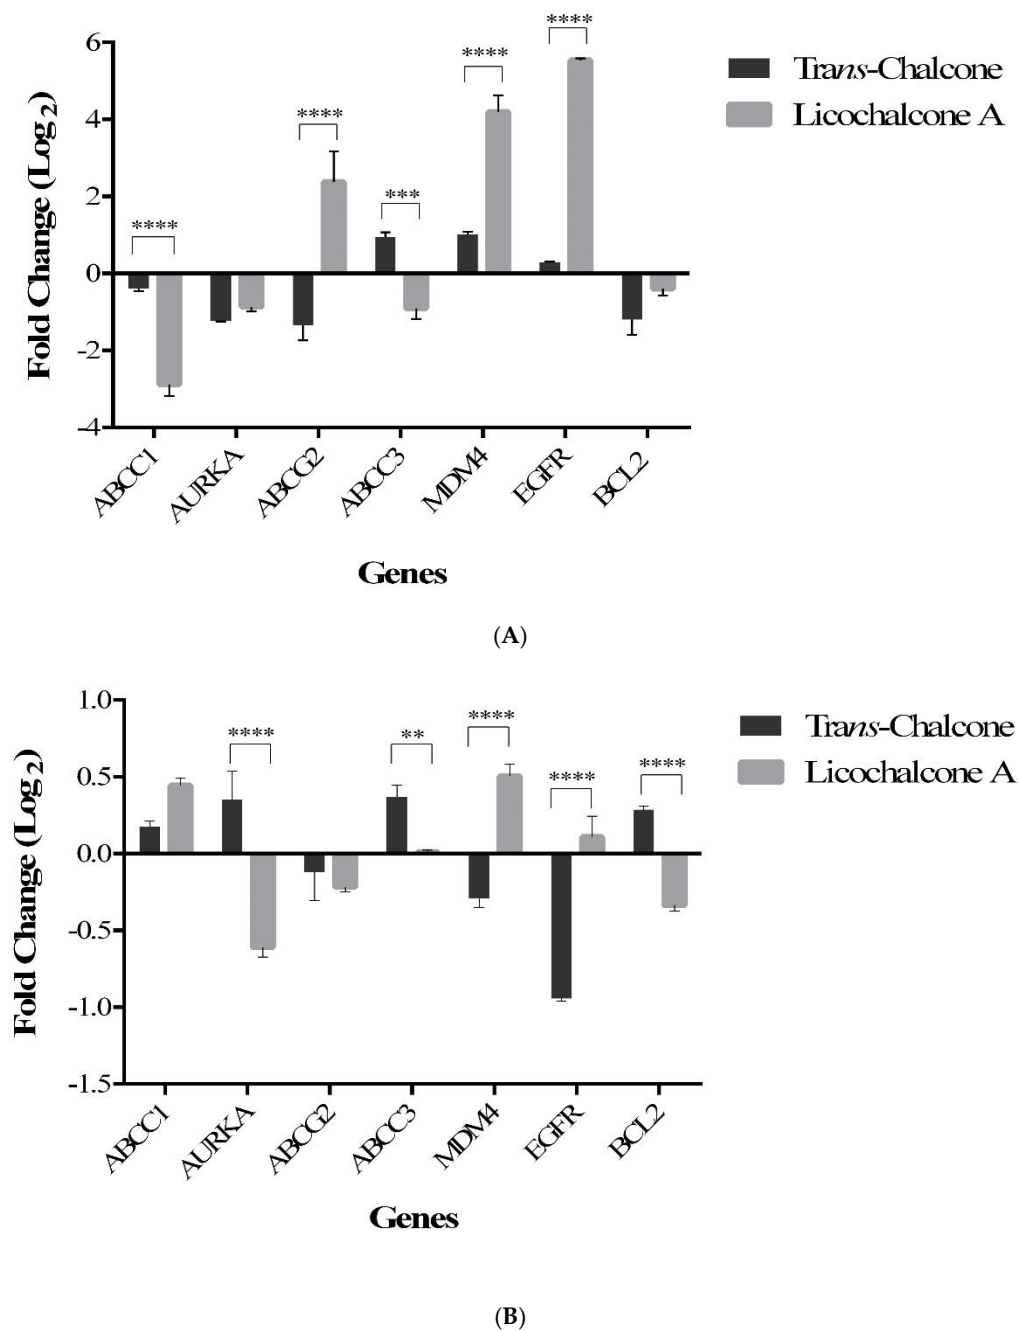 ****
6
****
Trans-Chalcone
Licochalcone A
4
****
***
2
****
0
-2
-4
Fold Change (Log2)
ABCC1
AURKA
ABCG2
ABCC3
MDM4
EGFR
BCL2
Genes
(A)
1.0
****
**
****
Trans-Chalcone
Licochalcone A
****
****
0.5
0.0
-0.5
-1.0
-1.5
Fold Change (Log2)
ABCC1
AURKA
ABCG2
ABCC3
MDM4
EGFR
BCL2
Genes
(B)